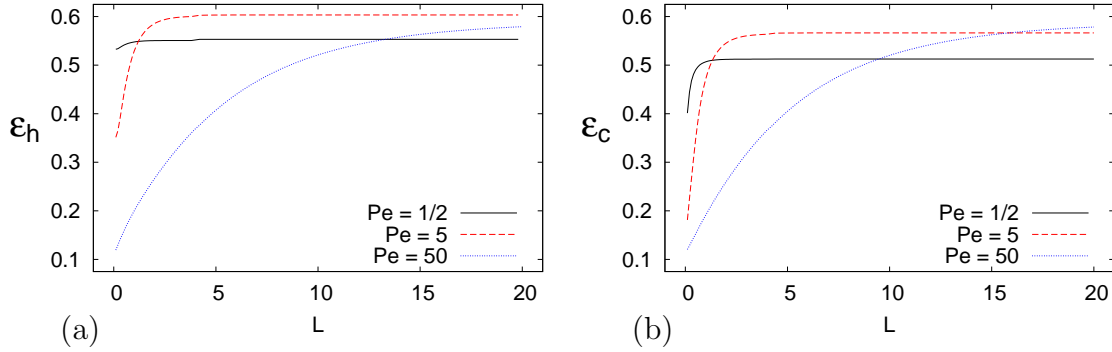 0.6
0.5
0.4
0.3
0.2
0.1
εh
Pe = 1/2
Pe = 5
Pe = 50
0 5 10 15 20
L
(a)
0.6
0.5
0.4
0.3
0.2
0.1
εc
Pe = 1/2
Pe = 5
Pe = 50
0 5 10 15 20
L
(b)